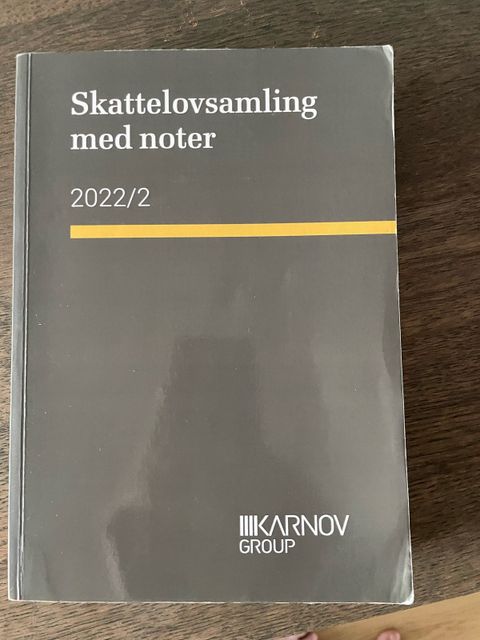 Skattelovsamling
med noter
2022/2
KARNOV
GROUP